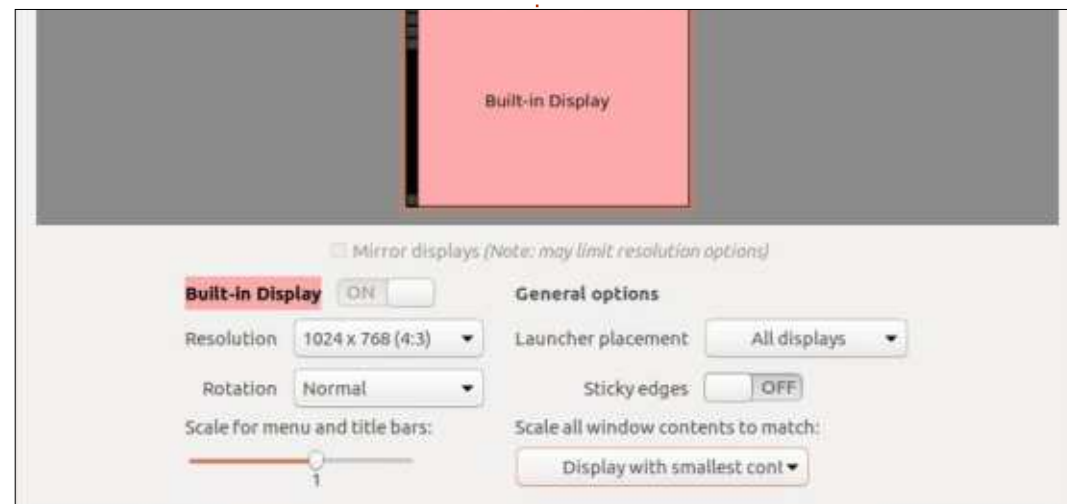 Built-in Display
Mirror displays (Note: may limit resolution options)
Built-in Display ON
General options
Resolution 1024 x 768 (4:3)
Launcher placement All displays
Rotation Normal
Sticky edges OFF
Scale for menu and title bars:
Scale all window contents to match:
1
Display with smallest cont